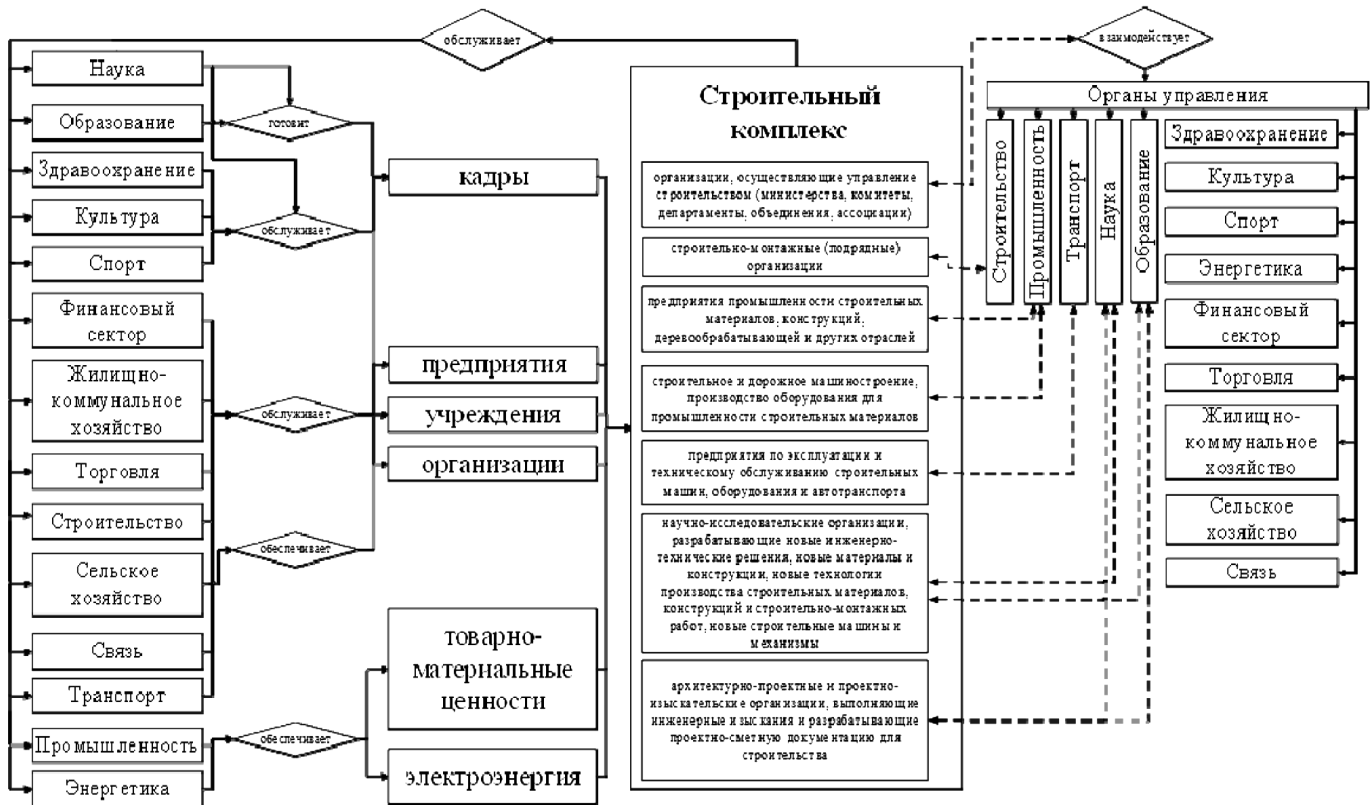 обслуживает
взаимодействует
Наука
Образование
Здравоохранение
Культура
Спорт
Финансовый
сектор
Жилищно-
коммунальное
хозяйство
Торговля
Строительство
Сельское
хозяйство
Связь
Транспорт
Промышленность
Энергетика
готовит
обслуживает
обслуживает
обеспечивает
обеспечивает
кадры
предприятия
учреждения
организации
товарно-
материальные
ценности
электроэнергия
Строительный
комплекс
организации, осуществляющие управление
строительством (министерства, комитеты,
департаменты, объединения, ассоциации)
строительно-монтажные (подрядные)
организации
предприятия промышленности строительных
материалов, конструкций,
деревообрабатывающей и других отраслей
строительное и дорожное машиностроение,
производство оборудования для
промышленности строительных материалов
предприятия по эксплуатации и
техническому обслуживанию строительных
машин, оборудования и автотранспорта
научно-исследовательские организации,
разрабатывающие новые инженерно-
технические решения, новые материалы и
конструкции, новые технологии
производства строительных материалов,
конструкций и строительно-монтажных
работ, новые строительные машины и
механизмы
архитектурно-проектные и проектно-
изыскательские организации, выполняющие
инженерные изыскания и разрабатывающие
проектно-сметную документацию для
строительства
Органы управления
Строительство
Промышленность
Транспорт
Наука
Образование
Здравоохранение
Культура
Спорт
Энергетика
Финансовый
сектор
Торговля
Жилищно-
коммунальное
хозяйство
Сельское
хозяйство
Связь